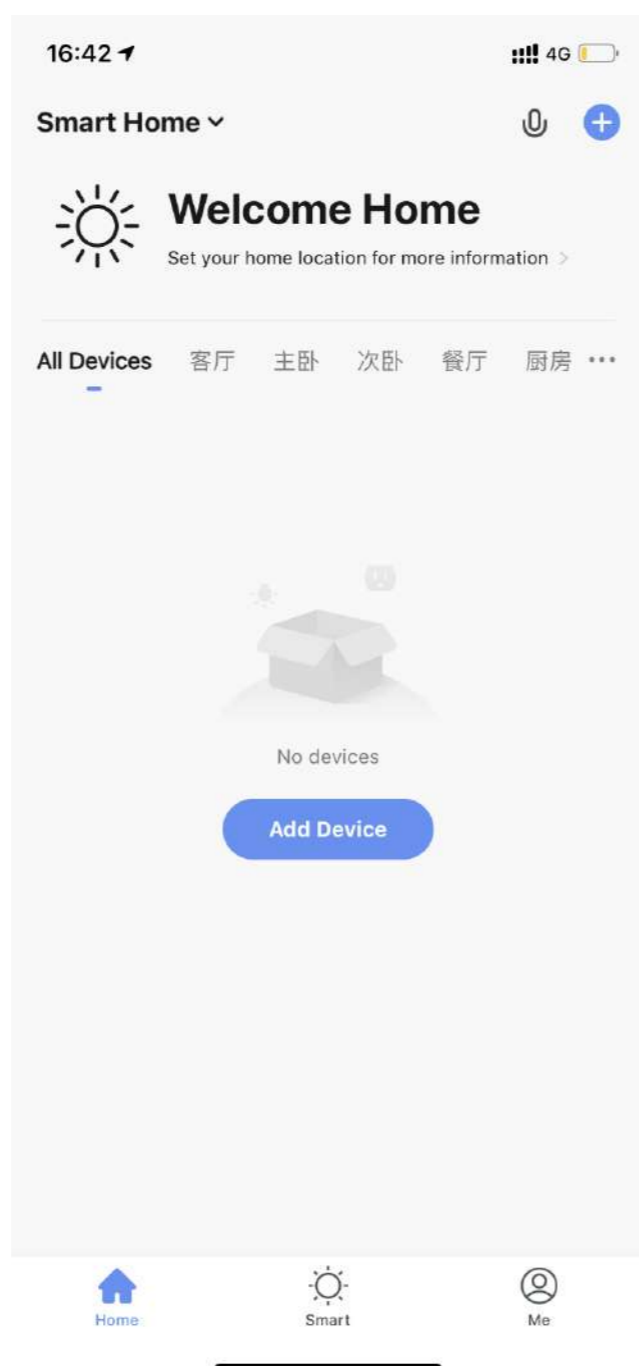 16:42 4G
Smart Home
Welcome Home
Set your home location for more information
All Devices 客厅 主卧 次卧 餐厅 厨房 •••
No devices
Add Device
Home Smart Me